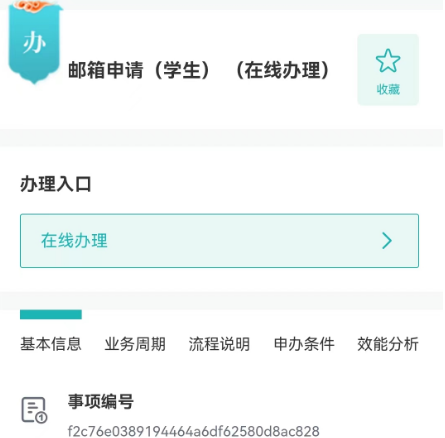 办
邮箱申请（学生）（在线办理）
收藏
办理入口
在线办理
基本信息 业务周期 流程说明 申办条件 效能分析
事项编号
f2c76e0389194464a6df62580d8ac828